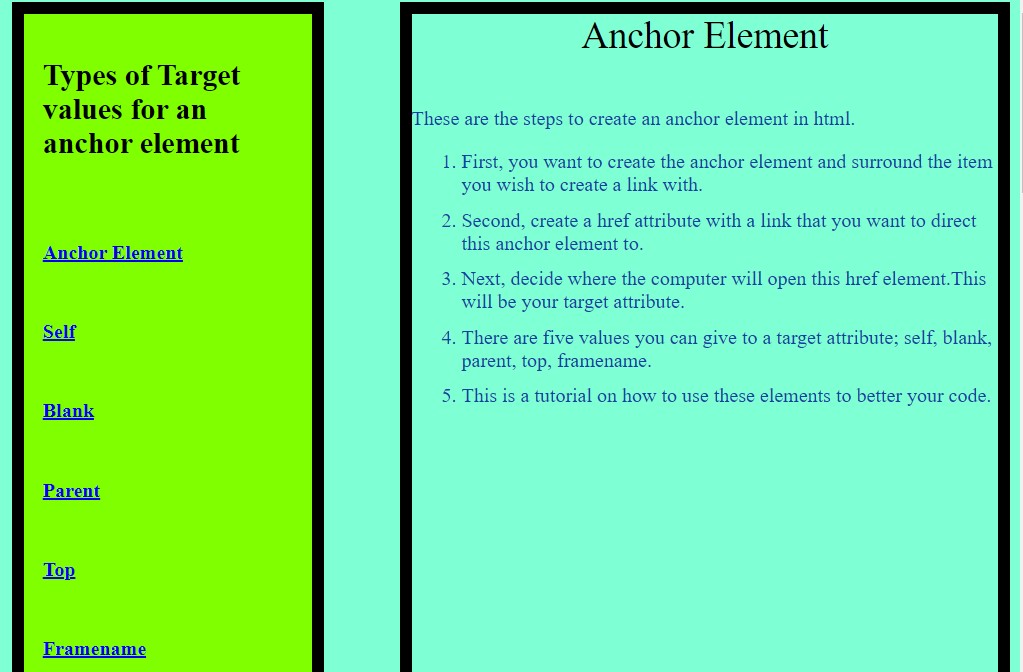 Types of Target
values for an
anchor element
Anchor Element
Self
Blank
Parent
Top
Framename
Anchor Element
These are the steps to create an anchor element in html.
1. First, you want to create the anchor element and surround the item
you wish to create a link with.
2. Second, create a href attribute with a link that you want to direct
this anchor element to.
3. Next, decide where the computer will open this href element.This
will be your target attribute.
4. There are five values you can give to a target attribute; self, blank,
parent, top, framename.
5. This is a tutorial on how to use these elements to better your code.